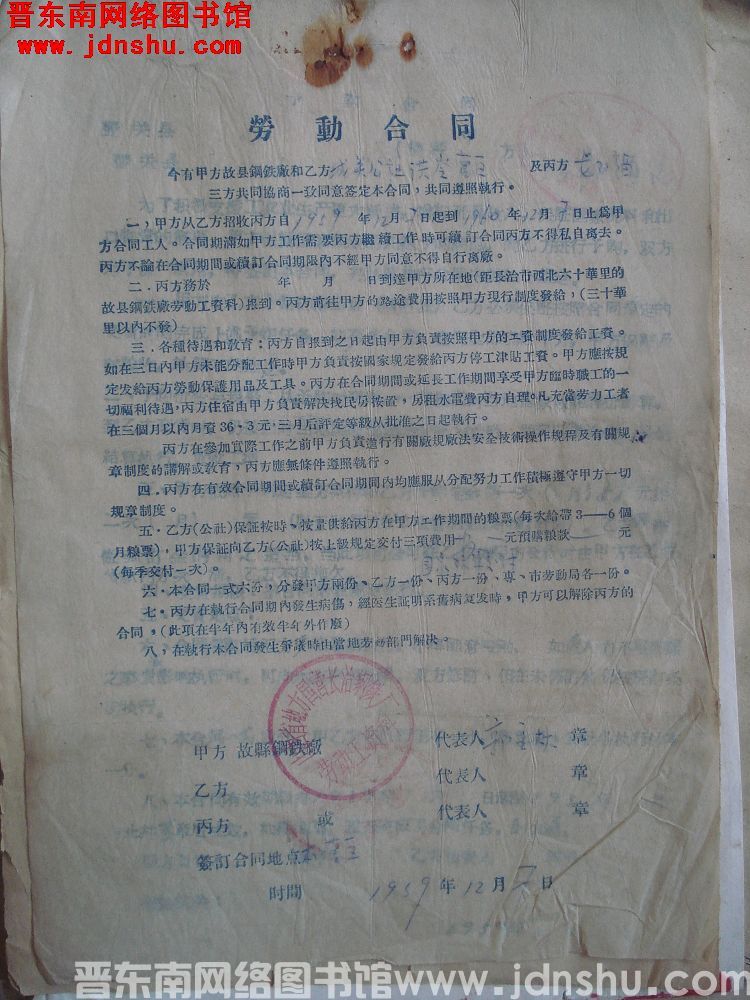 晋东南网络图书馆
www.jdnshu.com
勞動合同
今有甲方故县鋼鉄廠和乙方 及丙方
三方共同協商一致同意签定本合同，共同遵照执行。
一，甲方从乙方招收丙方自1959年12月7日起到1960年12月7日止爲甲
方合同工人。合同期滿如甲方工作需要丙方繼續工作时可續訂合同丙方不得私自离去。
丙方不論在合同期間或續訂合同期限內不經甲方同意不得自行离廠。
二．丙方務於 年 月 日到達甲方所在地(距長治市西北六十華里的
故县鋼鉄廠劳動工資科)报到。丙方前往甲方的路途費用按照甲方現行制度發給，(三十華
里以內不發)
三．各種待遇和敎育：丙方自报到之日起由甲方負責按照甲方的工資制度發給工資。
如在三日內甲方未能分配工作时甲方負責按國家規定發給丙方停工津貼工資。甲方應按規
定发給丙方勞動保護用品及工具。丙方在合同期間或延長工作期間享受甲方臨時職工的一
切福利待遇，丙方住宿由甲方負責解决找民房按置，房租水電費丙方自理。凡充當劳力工者
在三個月以內月資36·3元，三月后評定等級从批准之日起執行。
丙方在參加實際工作之前甲方負責進行有關廠規廠法安全技術操作規程及有關規
章制度的講解或敎育，丙方應無條件遵照执行。
四．丙方在有效合同期間或續訂合同期間內均應服从分配努力工作積極遵守甲方一切
規章制度。
五．乙方(公社)保証按时、按量供給丙方在甲方工作期間的粮票(每次給帶3——6個
月粮票)，甲方保証向乙方(公社)按上級規定交付三項費用 元預購粮款 元
(每季交付一次)。
六．本合同一式六份，分發甲方兩份、乙方一份、丙方一份、專、市劳動局各一份。
七．丙方在執行合同期內發生病傷，經医生証明系旧病复发時，甲方可以解除丙方的
合同，(此項在半年內有效半年外作廢)
八，在执行本合同發生爭議時由當地劳動部門解决。
甲方 故縣鋼鉄廠 代表人 章
乙方 代表人 章
丙方 或 代表人 章
簽訂合同地点
時間 1959年12月7日
晋东南网络图书馆www.jdnshu.com